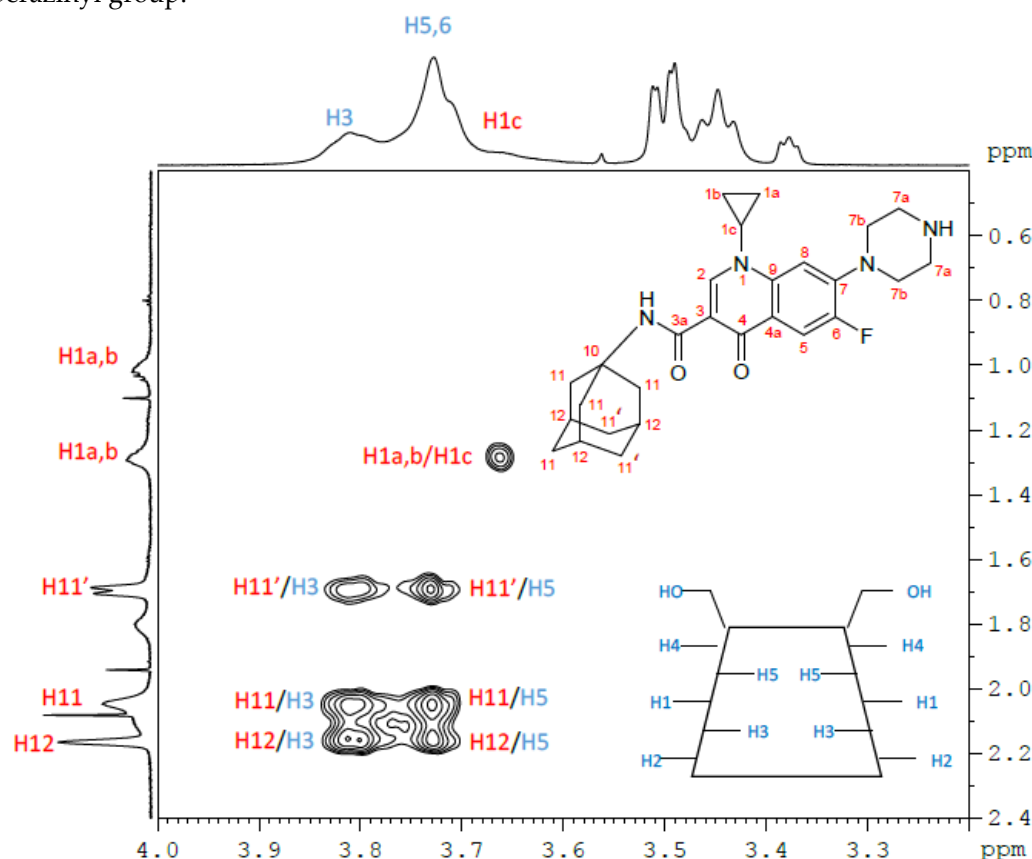 H5,6
H3
H1c
ppm
0.6
0.8
1.0
1.2
1.4
1.6
1.8
2.0
2.2
2.4
H1a,b
H1a,b
H11'
H11
H12
1b
1a
1c
7a
7b
NH
N
7a
7b
N
1
2
9
8
7
H
N
3a
3
4
4a
5
6
F
O
O
10
11
11
11
12
11'
12
11
12
11'
H1a,b/H1c
H11'/H3
H11'/H5
H11/H3
H11/H5
H12/H3
H12/H5
HO
OH
H4
H4
H5
H5
H1
H1
H3
H3
H2
H2
4.0
3.9
3.8
3.7
3.6
3.5
3.4
3.3
ppm